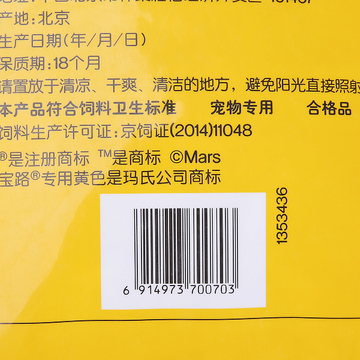 产地: 北京
生产日期(年/月/日)
保质期:18个月
请置放于清凉、干爽、清洁的地方，避免阳光直接照射
本产品符合饲料卫生标准 宠物专用 合格品
饲料生产许可证: 京饲证(2014)11048
®是注册商标 ™是商标 ©Mars
宝路®专用黄色是玛氏公司商标
1353436
6 914973 700703